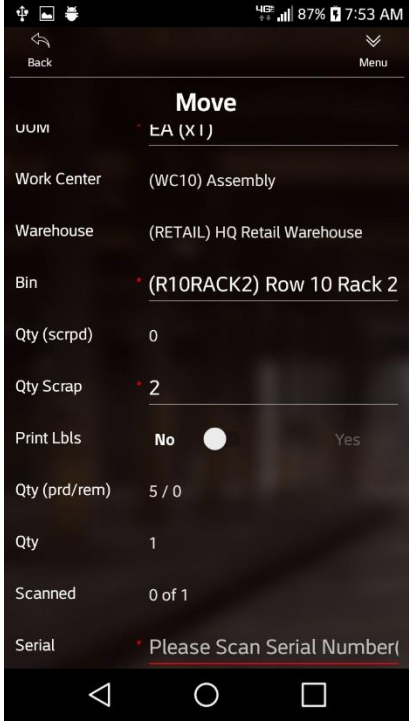 4GE 87% 7:53 AM
Back Menu
Move
UOM * EA (x1)
Work Center (WC10) Assembly
Warehouse (RETAIL) HQ Retail Warehouse
Bin * (R10RACK2) Row 10 Rack 2
Qty (scrpd) 0
Qty Scrap * 2
Print Lbls No Yes
Qty (prd/rem) 5 / 0
Qty 1
Scanned 0 of 1
Serial * Please Scan Serial Number(